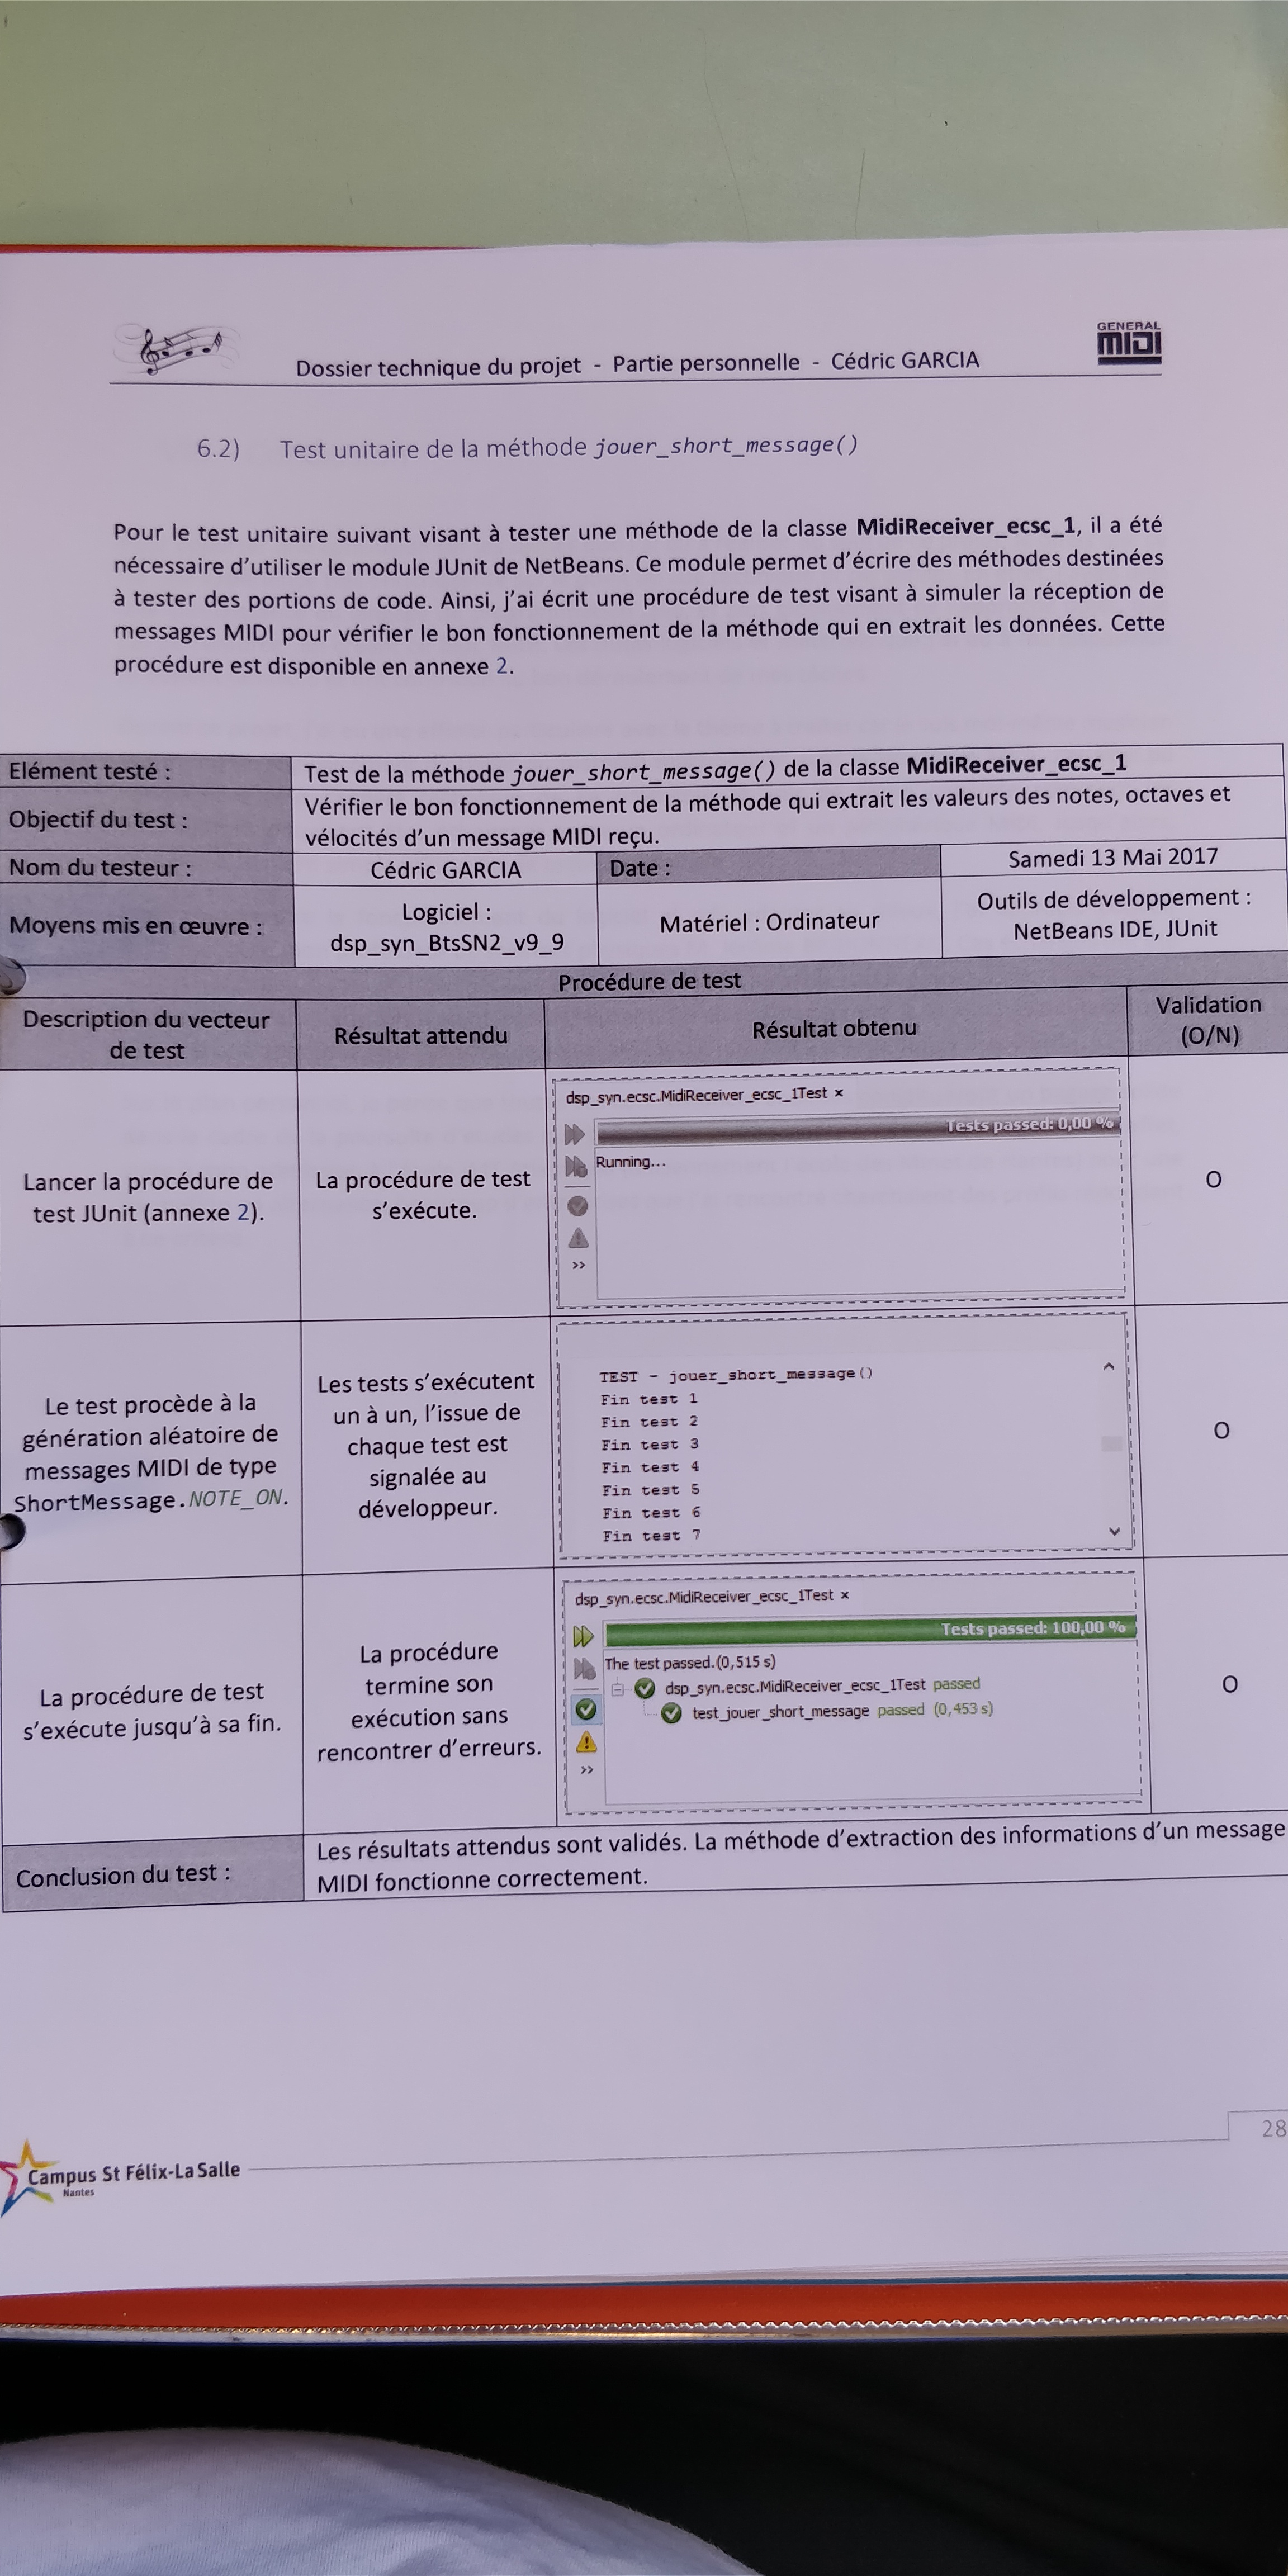 GENERAL
MIDI
Dossier technique du projet - Partie personnelle - Cédric GARCIA
6.2) Test unitaire de la méthode jouer_short_message()
Pour le test unitaire suivant visant à tester une méthode de la classe MidiReceiver_ecsc_1, il a été
nécessaire d'utiliser le module JUnit de NetBeans. Ce module permet d'écrire des méthodes destinées
à tester des portions de code. Ainsi, j'ai écrit une procédure de test visant à simuler la réception de
messages MIDI pour vérifier le bon fonctionnement de la méthode qui en extrait les données. Cette
procédure est disponible en annexe 2.
Elément testé :
Test de la méthode jouer_short_message() de la classe MidiReceiver_ecsc_1
Objectif du test :
Vérifier le bon fonctionnement de la méthode qui extrait les valeurs des notes, octaves et
vélocités d'un message MIDI reçu.
Nom du testeur :
Cédric GARCIA
Date :
Samedi 13 Mai 2017
Moyens mis en œuvre :
Logiciel :
dsp_syn_BtsSN2_v9_9
Matériel : Ordinateur
Outils de développement :
NetBeans IDE, JUnit
Procédure de test
Description du vecteur
de test
Résultat attendu
Résultat obtenu
Validation
(O/N)
Lancer la procédure de
test JUnit (annexe 2).
La procédure de test
s'exécute.
dsp_syn.ecsc.MidiReceiver_ecsc_1Test ×
Tests passed: 0,00 %
Running...
>>
O
Le test procède à la
génération aléatoire de
messages MIDI de type
ShortMessage.NOTE_ON.
Les tests s'exécutent
un à un, l'issue de
chaque test est
signalée au
développeur.
TEST - jouer_short_message()
Fin test 1
Fin test 2
Fin test 3
Fin test 4
Fin test 5
Fin test 6
Fin test 7
O
La procédure de test
s'exécute jusqu'à sa fin.
La procédure
termine son
exécution sans
rencontrer d'erreurs.
dsp_syn.ecsc.MidiReceiver_ecsc_1Test ×
Tests passed: 100,00 %
The test passed.(0,515 s)
dsp_syn.ecsc.MidiReceiver_ecsc_1Test passed
test_jouer_short_message passed (0,453 s)
>>
O
Conclusion du test :
Les résultats attendus sont validés. La méthode d'extraction des informations d'un message
MIDI fonctionne correctement.
28
Campus St Félix-La Salle
Nantes